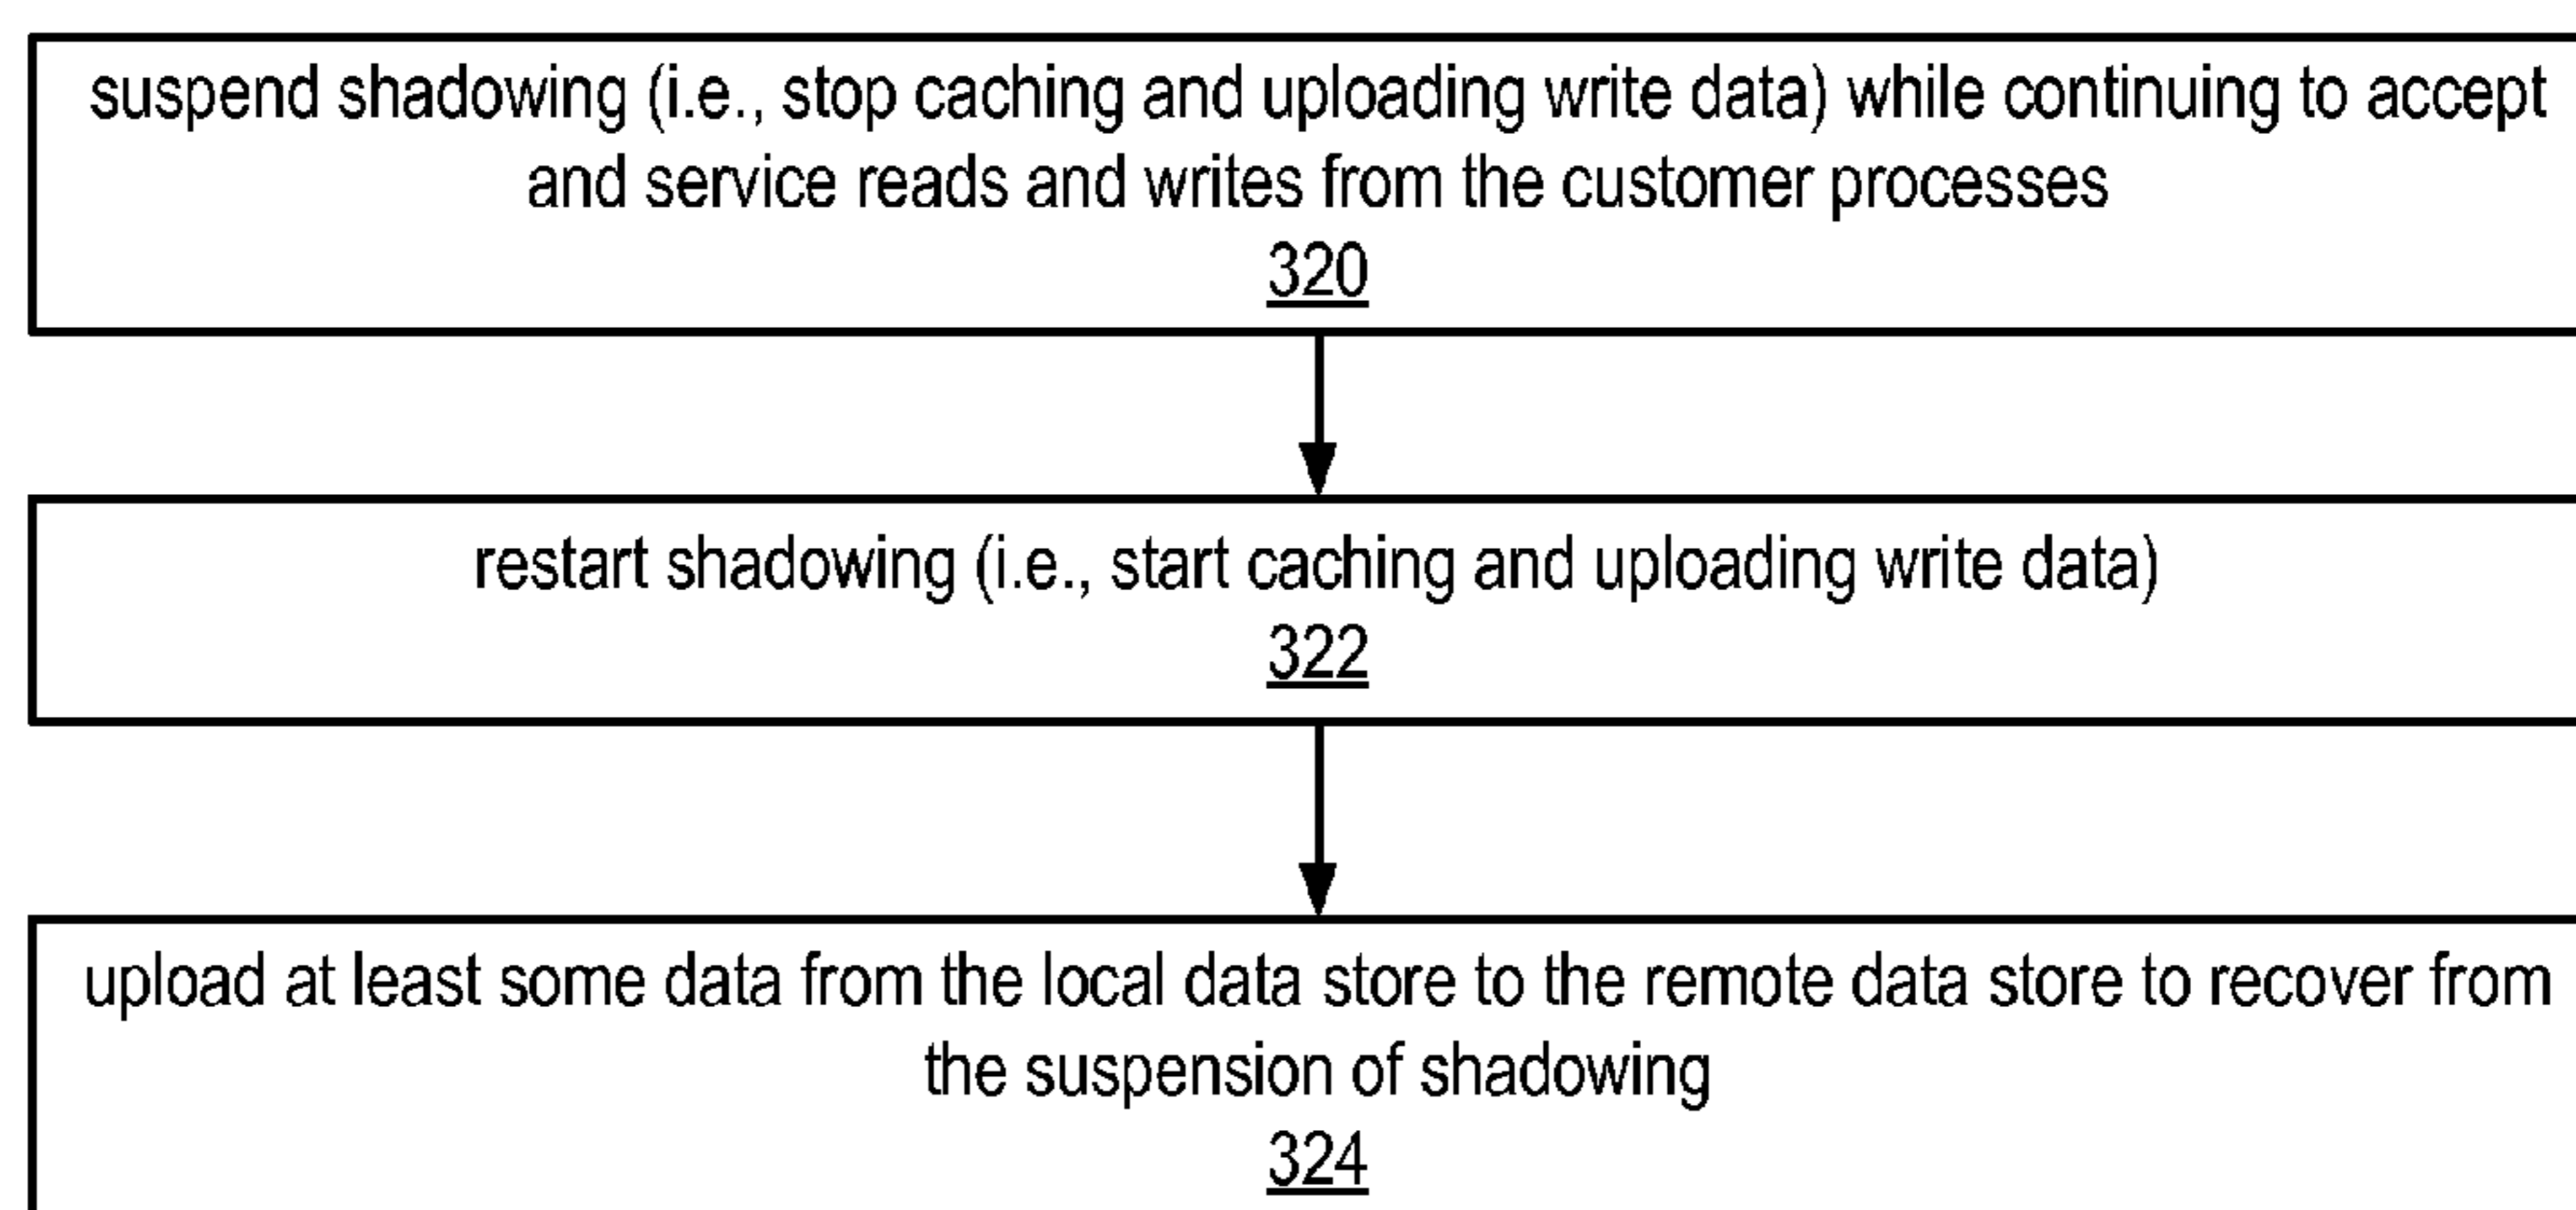 suspend shadowing (i.e., stop caching and uploading write data) while continuing to accept
and service reads and writes from the customer processes
320
restart shadowing (i.e., start caching and uploading write data)
322
upload at least some data from the local data store to the remote data store to recover from
the suspension of shadowing
324